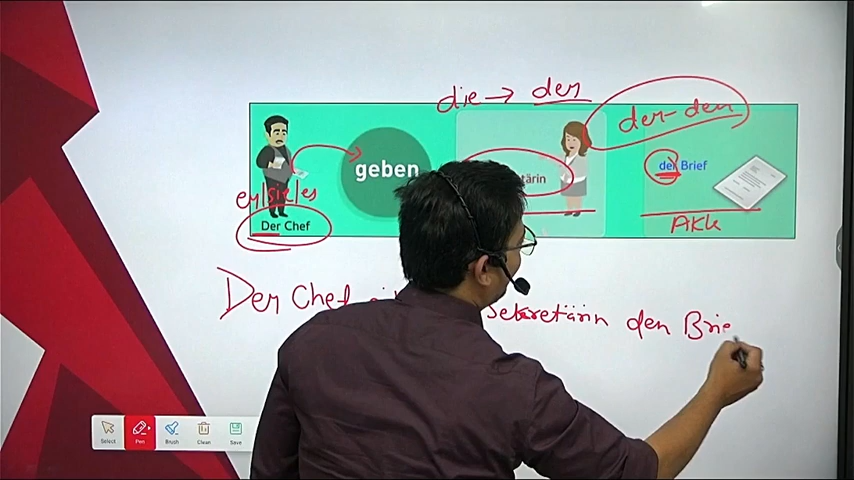 die → der
der - den
geben
der Brief
tärin
er/sie/es
Der Chef
Akk
Der Chef
Sekretärin den Brie
Select
Pen
Brush
Clean
Save